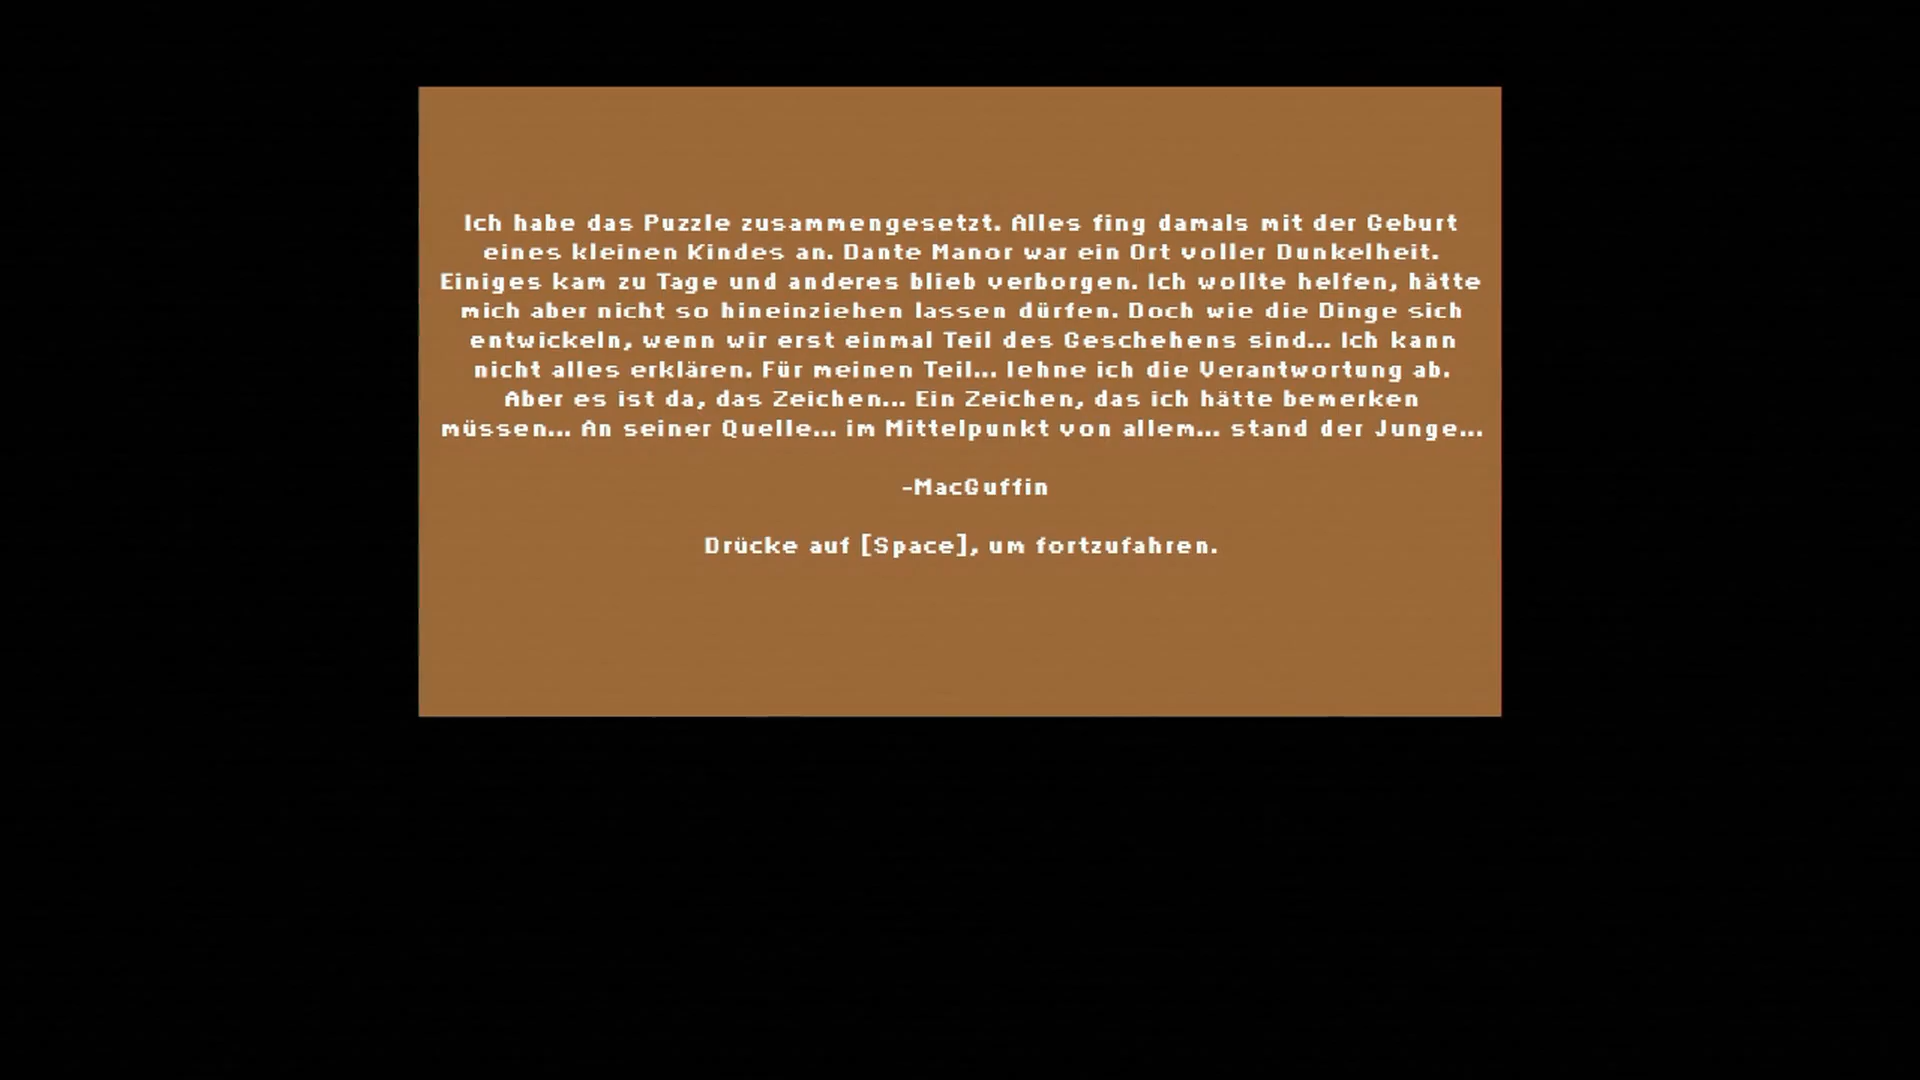 Ich habe das Puzzle zusammengesetzt. Alles fing damals mit der Geburt
eines kleinen Kindes an. Dante Manor war ein Ort voller Dunkelheit.
Einiges kam zu Tage und anderes blieb verborgen. Ich wollte helfen, hätte
mich aber nicht so hineinziehen lassen dürfen. Doch wie die Dinge sich
entwickeln, wenn wir erst einmal Teil des Geschehens sind... Ich kann
nicht alles erklären. Für meinen Teil... lehne ich die Verantwortung ab.
Aber es ist da, das Zeichen... Ein Zeichen, das ich hätte bemerken
müssen... An seiner Quelle... im Mittelpunkt von allem... stand der Junge...
-MacGuffin
Drücke auf [Space], um fortzufahren.